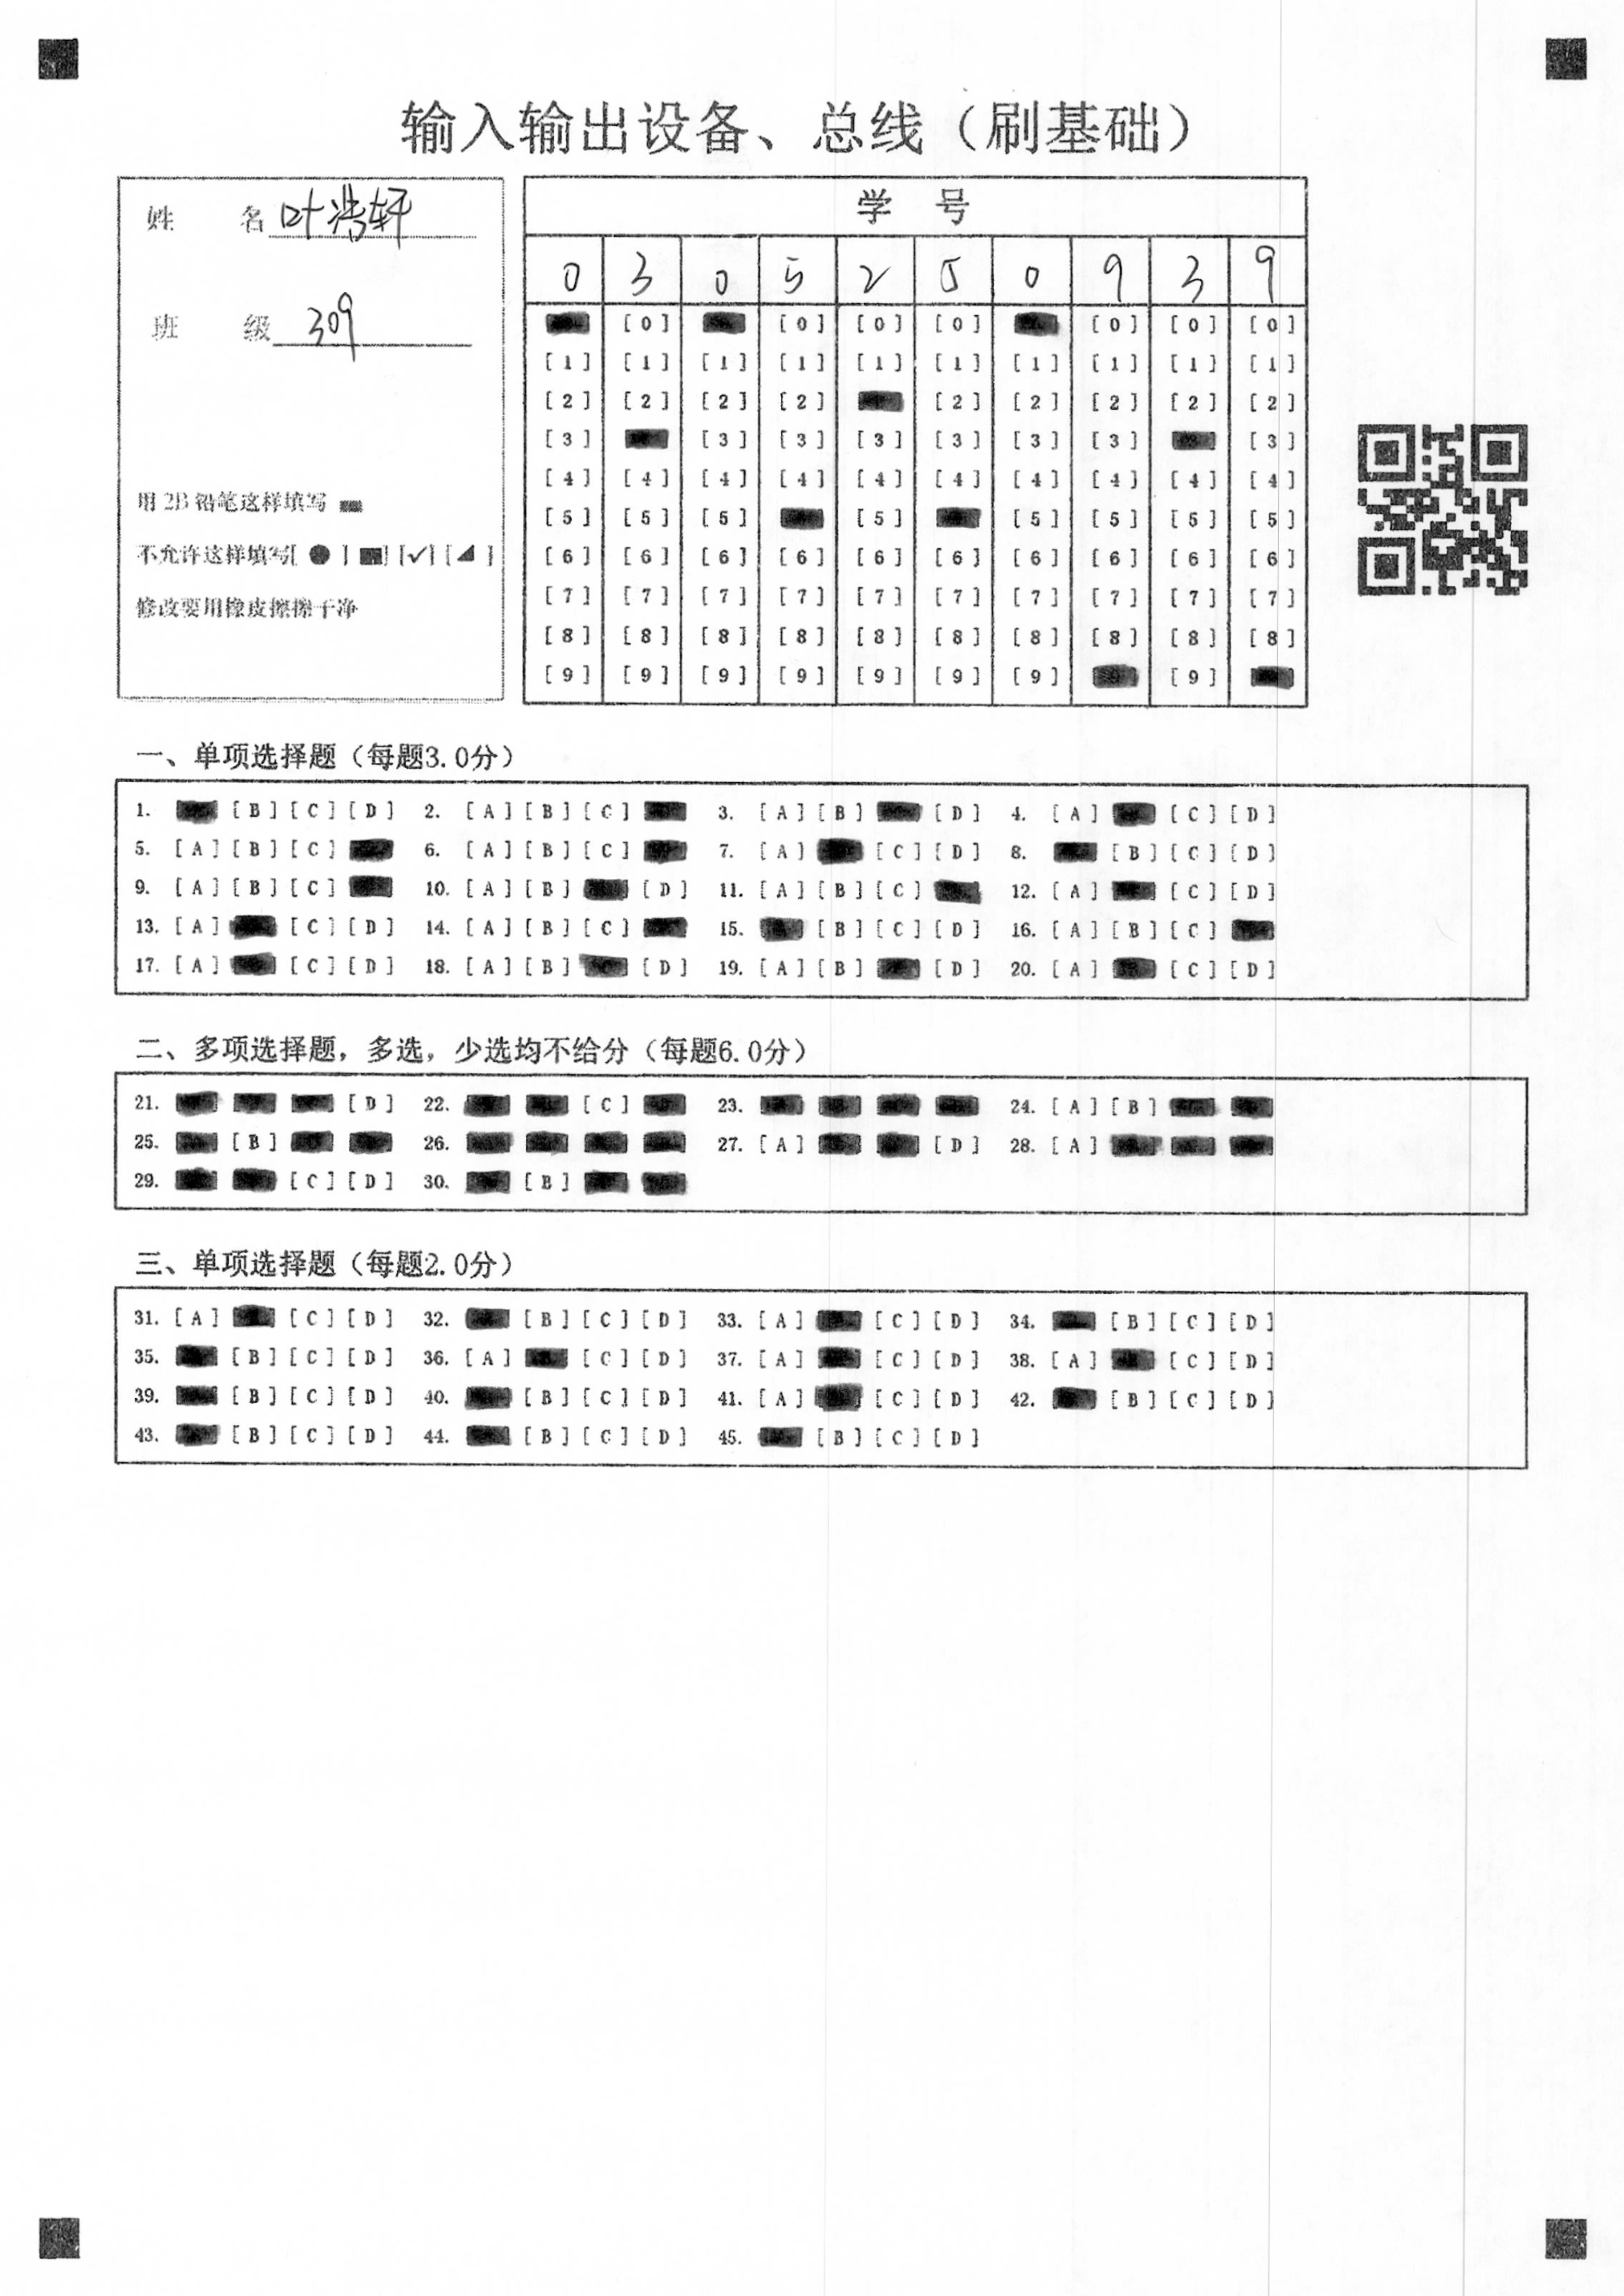 输入输出设备、总线（刷基础）
姓 名 叶浩轩
班 级 309
用 2B 铅笔这样填写
不允许这样填写[ ● ] ■] [✓] [◢ ]
修改要用橡皮擦擦干净
学 号
0 3 0 5 2 5 0 9 3 9
[0] [0] [0] [0] [0] [0] [0]
[1] [1] [1] [1] [1] [1] [1] [1] [1] [1]
[2] [2] [2] [2] [2] [2] [2] [2] [2]
[3] [3] [3] [3] [3] [3] [3] [3]
[4] [4] [4] [4] [4] [4] [4] [4] [4] [4]
[5] [5] [5] [5] [5] [5] [5] [5]
[6] [6] [6] [6] [6] [6] [6] [6] [6] [6]
[7] [7] [7] [7] [7] [7] [7] [7] [7] [7]
[8] [8] [8] [8] [8] [8] [8] [8] [8] [8]
[9] [9] [9] [9] [9] [9] [9] [9]
一、单项选择题（每题3.0分）
1. [B] [C] [D] 2. [A] [B] [C] 3. [A] [B] [D] 4. [A] [C] [D]
5. [A] [B] [C] 6. [A] [B] [C] 7. [A] [C] [D] 8. [B] [C] [D]
9. [A] [B] [C] 10. [A] [B] [D] 11. [A] [B] [C] 12. [A] [C] [D]
13. [A] [C] [D] 14. [A] [B] [C] 15. [B] [C] [D] 16. [A] [B] [C]
17. [A] [C] [D] 18. [A] [B] [D] 19. [A] [B] [D] 20. [A] [C] [D]
二、多项选择题，多选，少选均不给分（每题6.0分）
21. [D] 22. [C] 23. 24. [A] [B]
25. [B] 26. 27. [A] [D] 28. [A]
29. [C] [D] 30. [B]
三、单项选择题（每题2.0分）
31. [A] [C] [D] 32. [B] [C] [D] 33. [A] [C] [D] 34. [B] [C] [D]
35. [B] [C] [D] 36. [A] [C] [D] 37. [A] [C] [D] 38. [A] [C] [D]
39. [B] [C] [D] 40. [B] [C] [D] 41. [A] [C] [D] 42. [B] [C] [D]
43. [B] [C] [D] 44. [B] [C] [D] 45. [B] [C] [D]